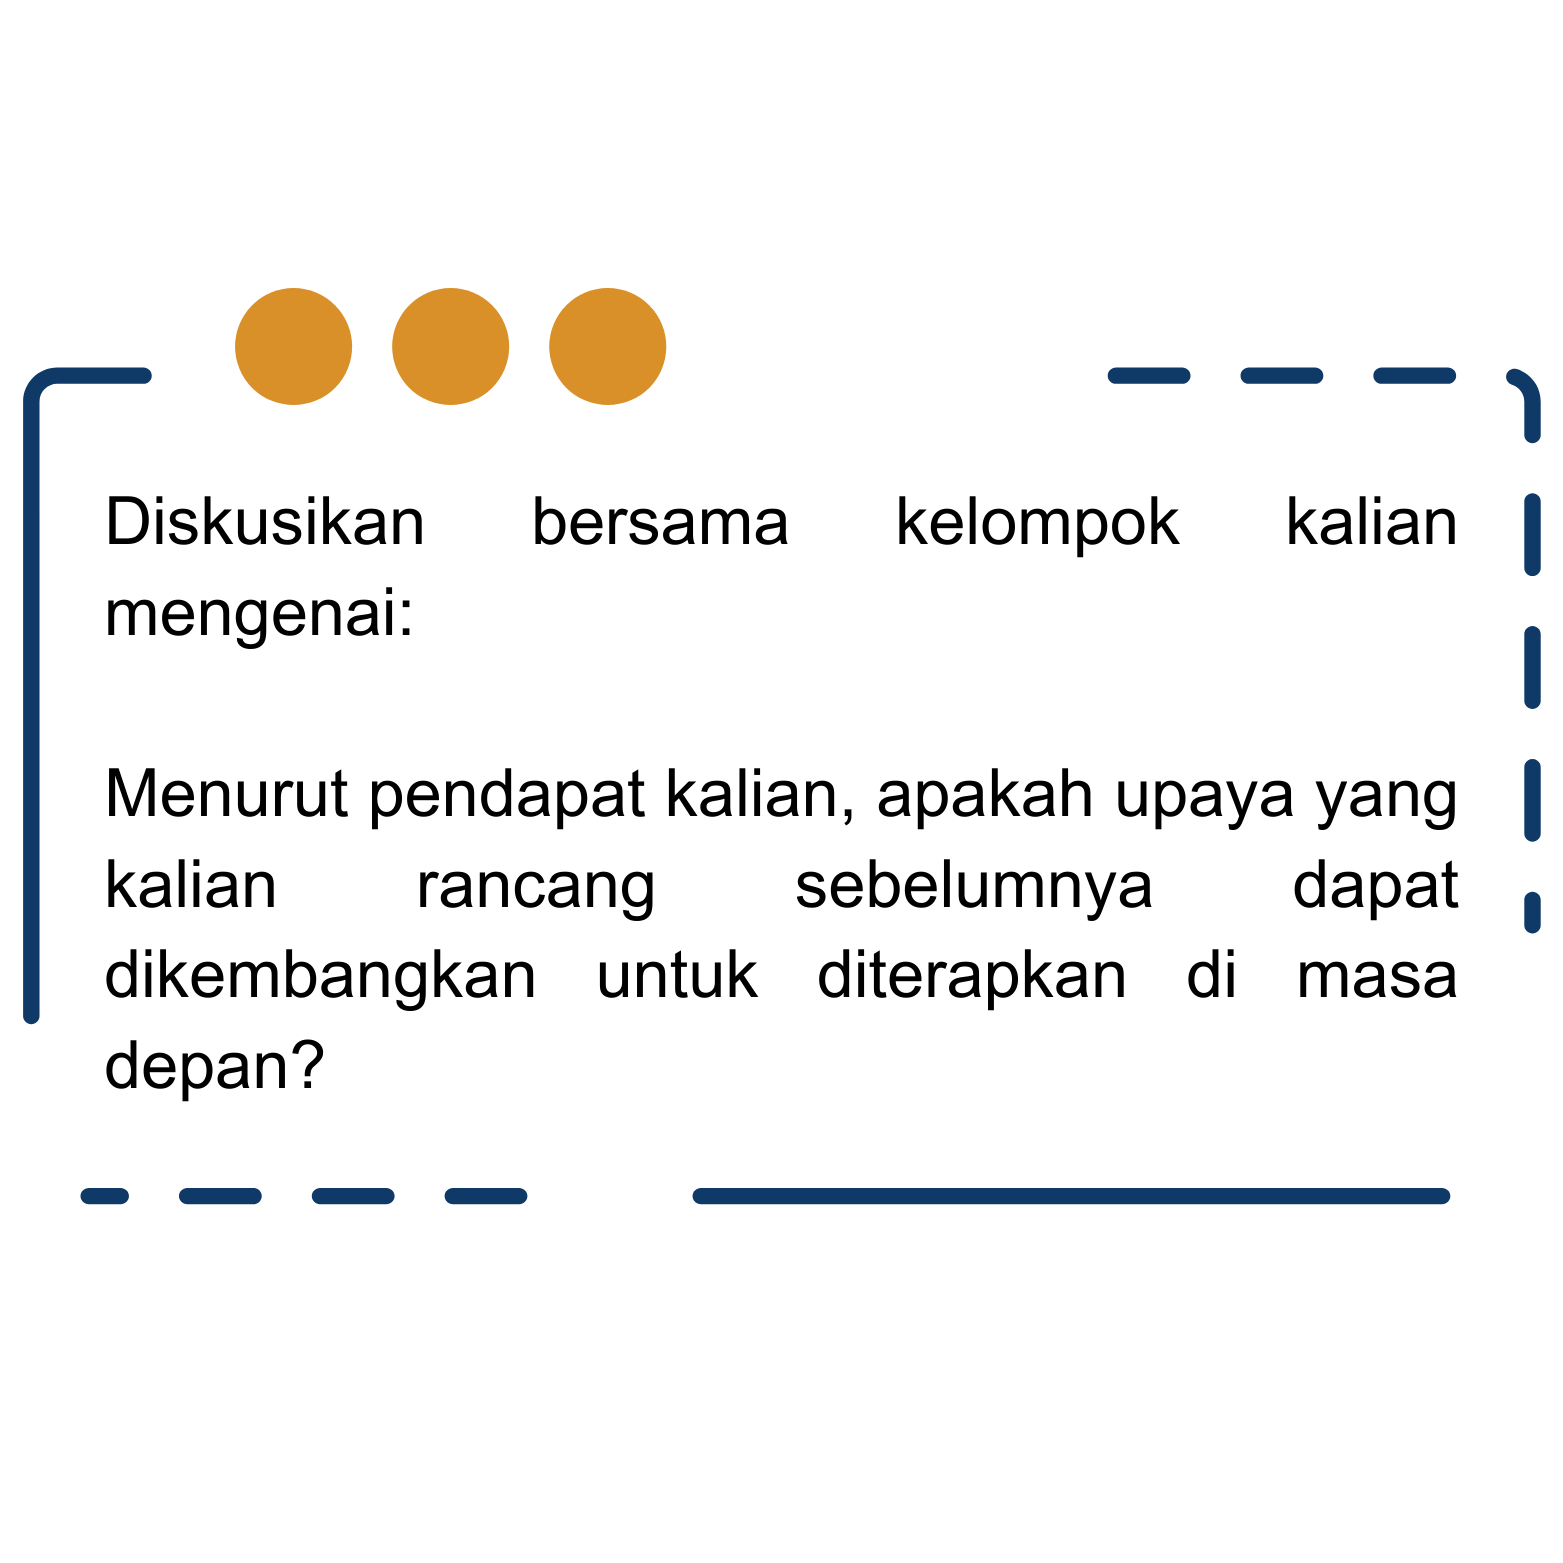 Diskusikan bersama kelompok kalian
mengenai:
Menurut pendapat kalian, apakah upaya yang
kalian rancang sebelumnya dapat
dikembangkan untuk diterapkan di masa
depan?